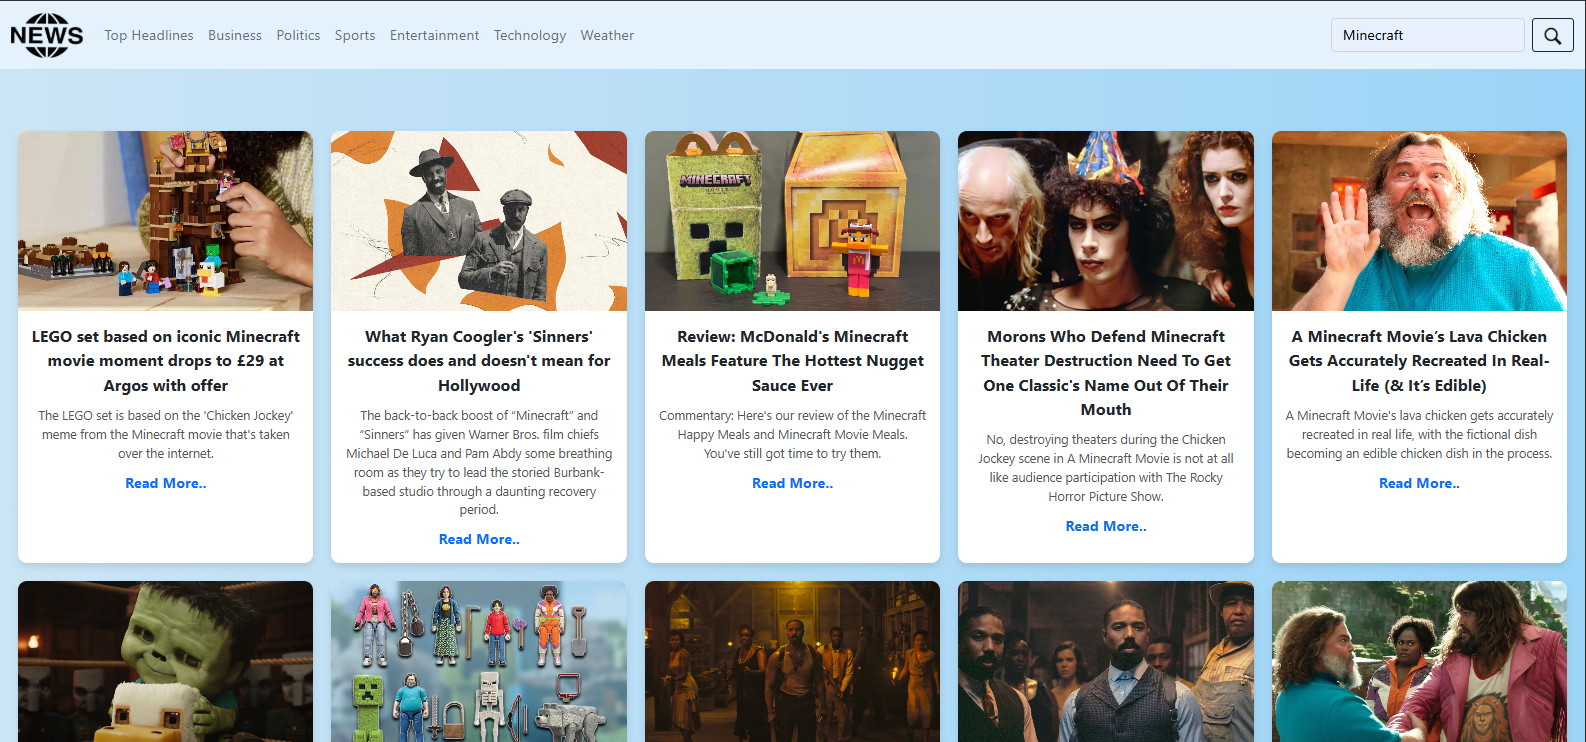 NEWS
Top Headlines Business Politics Sports Entertainment Technology Weather
Minecraft
LEGO set based on iconic Minecraft
movie moment drops to £29 at
Argos with offer
The LEGO set is based on the 'Chicken Jockey'
meme from the Minecraft movie that's taken
over the internet.
Read More..
What Ryan Coogler's 'Sinners'
success does and doesn't mean for
Hollywood
The back-to-back boost of “Minecraft” and
“Sinners” has given Warner Bros. film chiefs
Michael De Luca and Pam Abdy some breathing
room as they try to lead the storied Burbank-
based studio through a daunting recovery
period.
Read More..
MINECRAFT
MOVIE
Review: McDonald's Minecraft
Meals Feature The Hottest Nugget
Sauce Ever
Commentary: Here's our review of the Minecraft
Happy Meals and Minecraft Movie Meals.
You've still got time to try them.
Read More..
Morons Who Defend Minecraft
Theater Destruction Need To Get
One Classic's Name Out Of Their
Mouth
No, destroying theaters during the Chicken
Jockey scene in A Minecraft Movie is not at all
like audience participation with The Rocky
Horror Picture Show.
Read More..
A Minecraft Movie’s Lava Chicken
Gets Accurately Recreated In Real-
Life (& It’s Edible)
A Minecraft Movie's lava chicken gets accurately
recreated in real life, with the fictional dish
becoming an edible chicken dish in the process.
Read More..